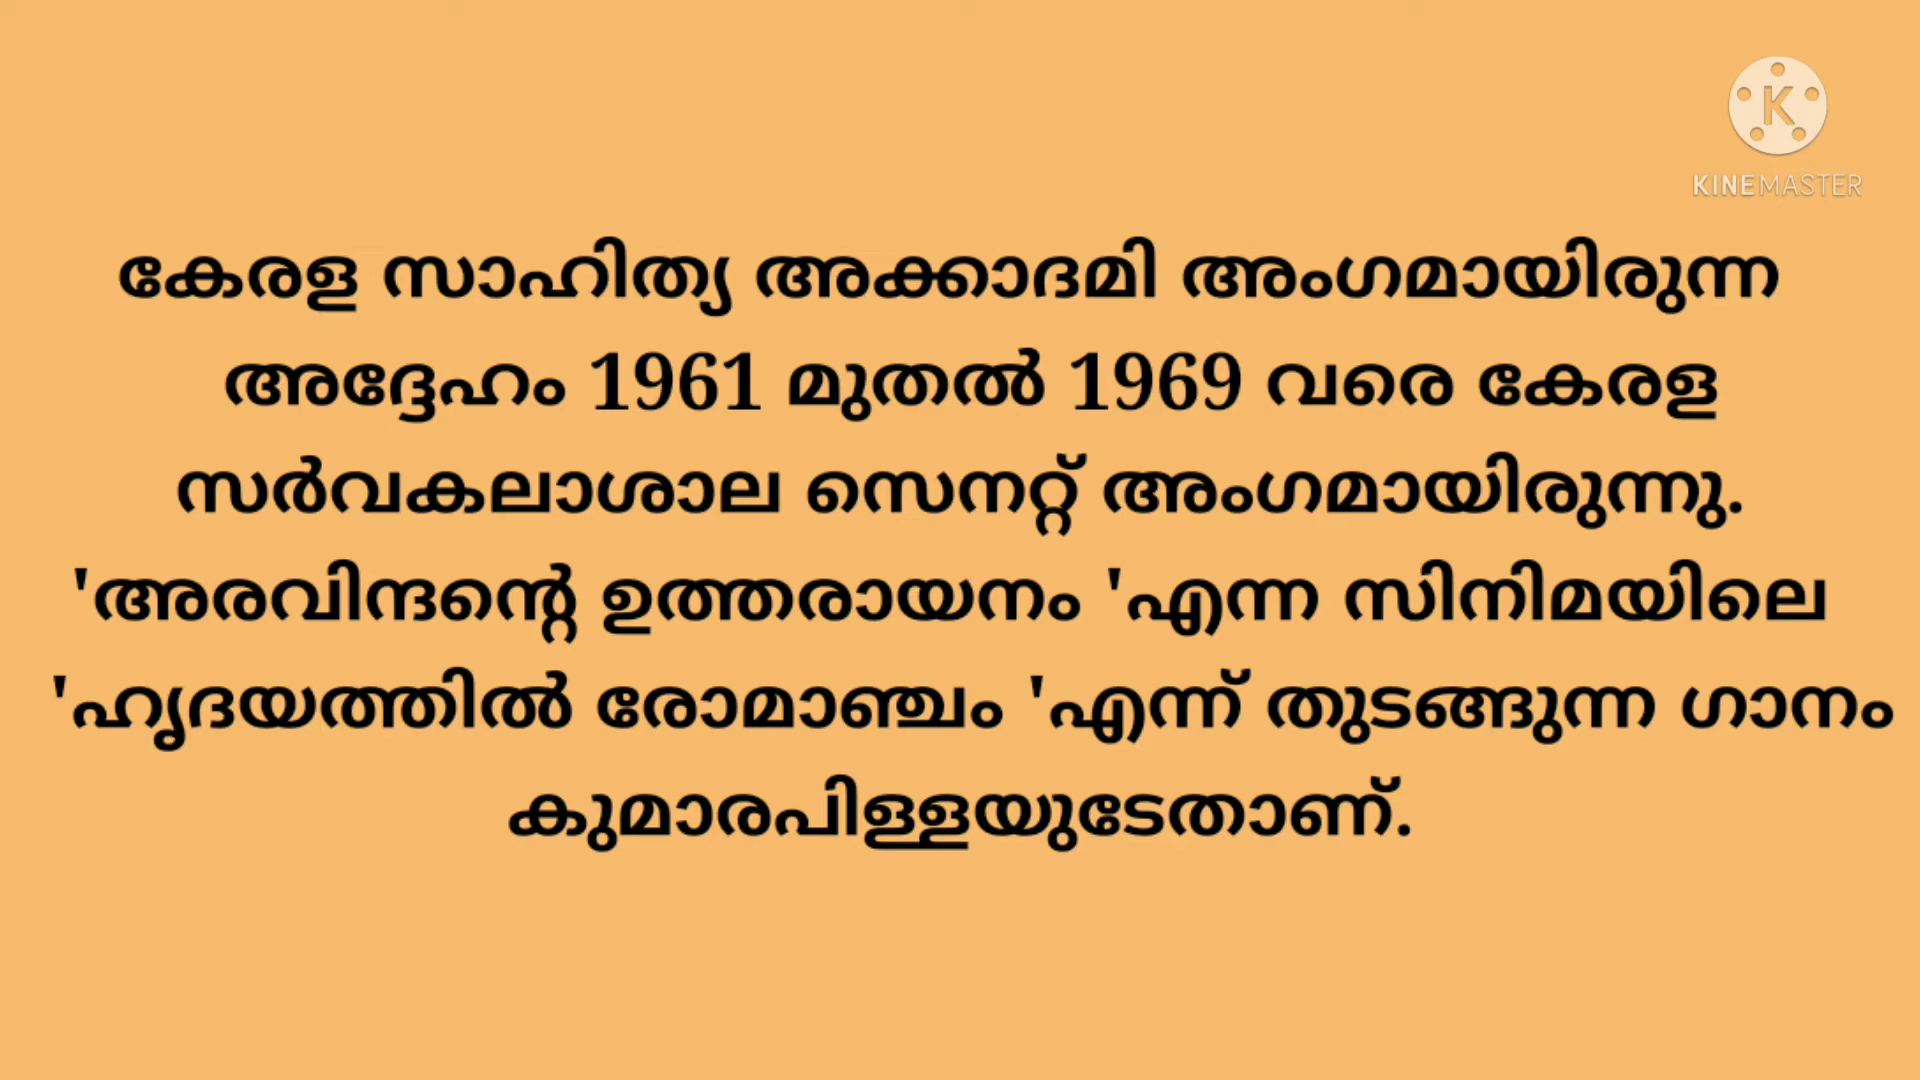 K
KINEMASTER
കേരള സാഹിത്യ അക്കാദമി അംഗമായിരുന്ന
അദ്ദേഹം 1961 മുതൽ 1969 വരെ കേരള
സർവകലാശാല സെനറ്റ് അംഗമായിരുന്നു.
'അരവിന്ദന്റെ ഉത്തരായനം 'എന്ന സിനിമയിലെ
'ഹൃദയത്തിൽ രോമാഞ്ചം 'എന്ന് തുടങ്ങുന്ന ഗാനം
കുമാരപിള്ളയുടേതാണ്.